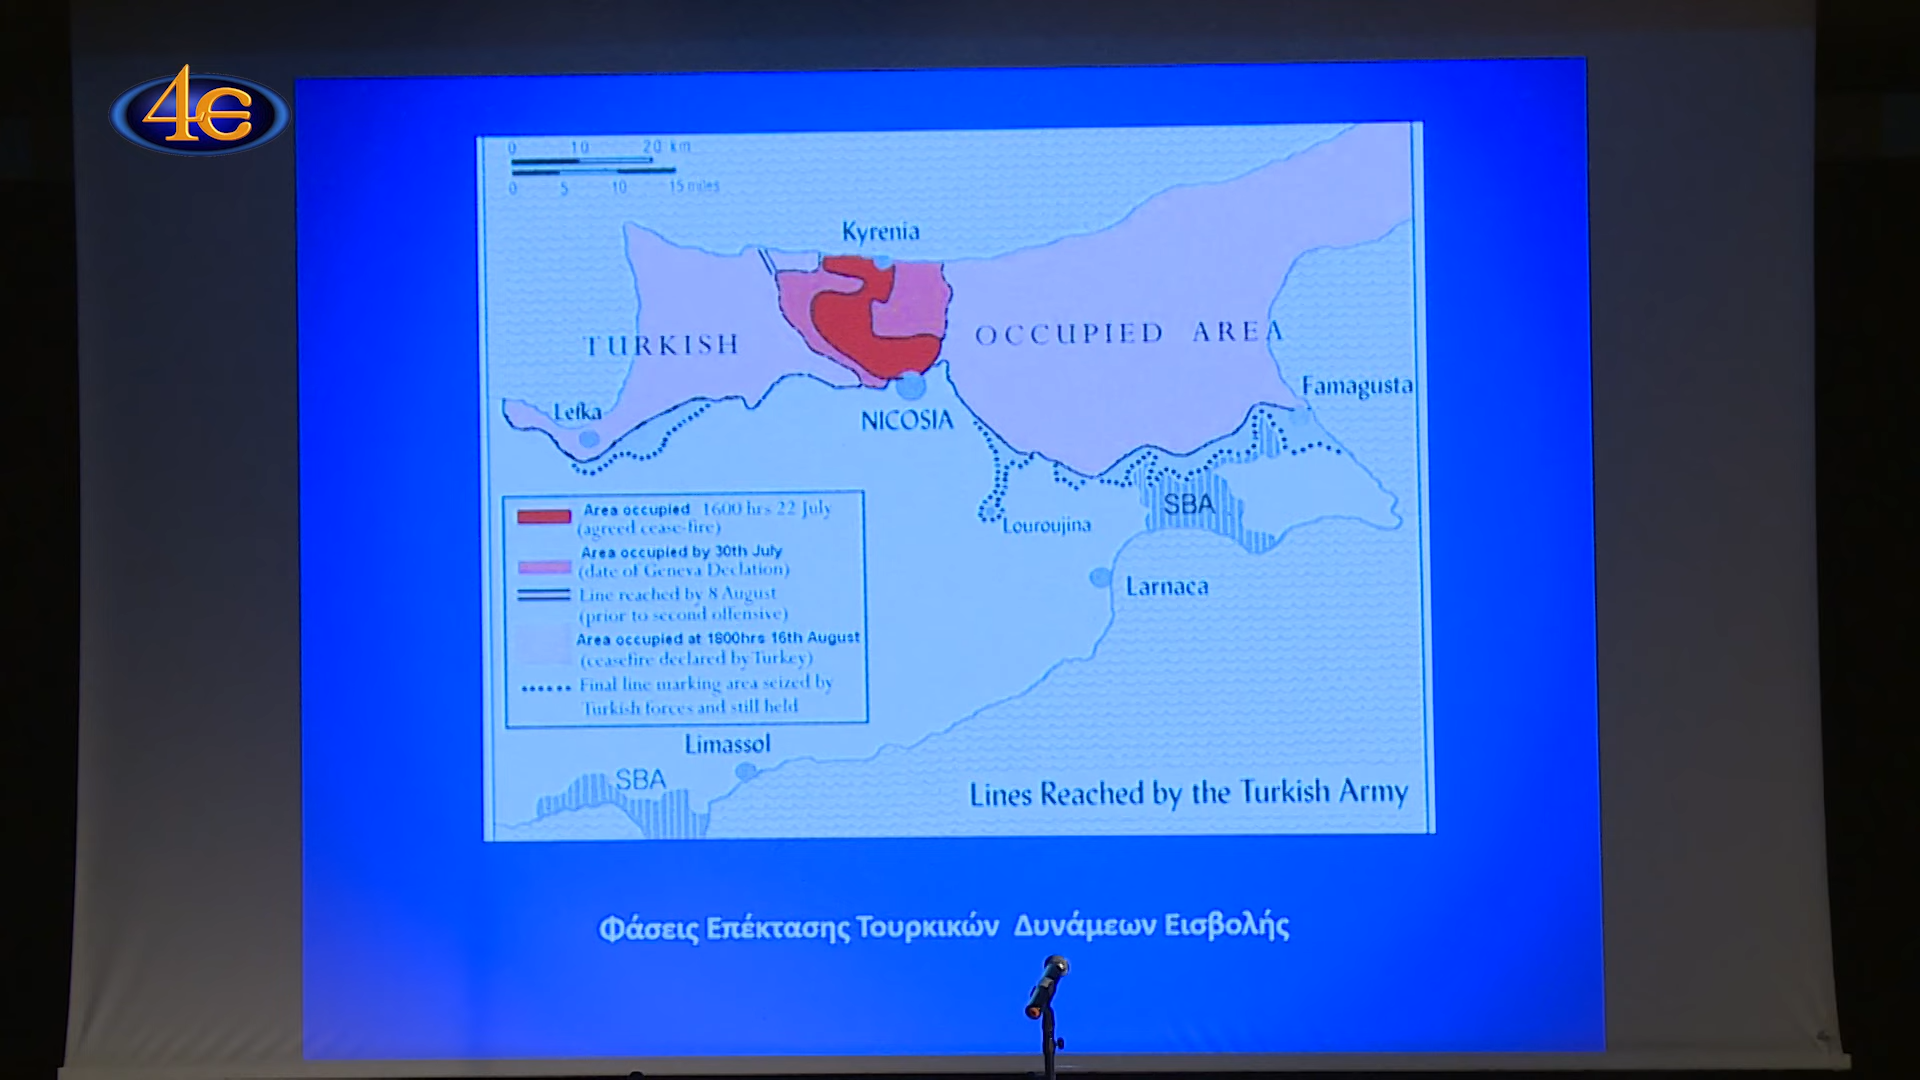 4ε
0 10 20 km
0 5 10 15 miles
Kyrenia
TURKISH
OCCUPIED AREA
Lefka
NICOSIA
Famagusta
SBA
Louroujina
Larnaca
Area occupied 1600 hrs 22 July
(agreed cease-fire)
Area occupied by 30th July
(date of Geneva Declation)
Line reached by 8 August
(prior to second offensive)
Area occupied at 1800hrs 16th August
(ceasefire declared by Turkey)
Final line marking area seized by
Turkish forces and still held
Limassol
SBA
Lines Reached by the Turkish Army
Φάσεις Επέκτασης Τουρκικών Δυνάμεων Εισβολής